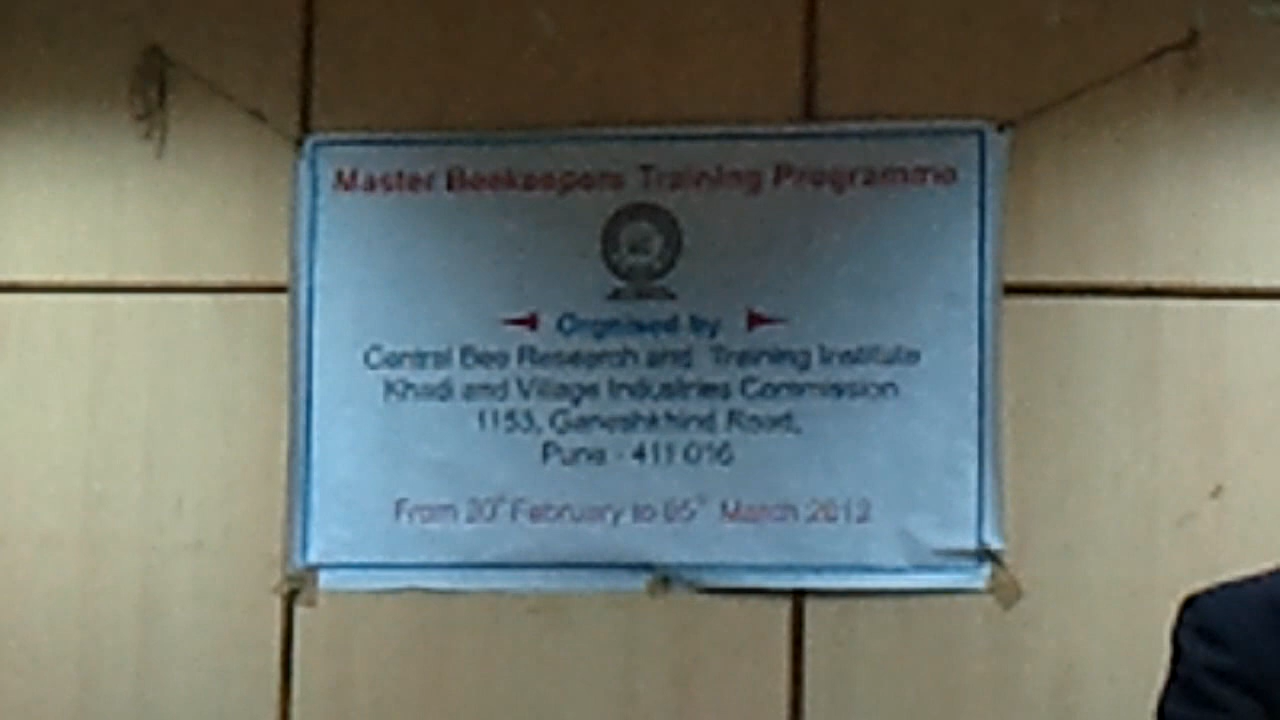 Master Beekeepers Training Programme
Orgnised by
Central Bee Research and Training Institute
Khadi and Village Industries Commission
1153, Ganeshkhind Road,
Pune - 411 016
From 20th February to 05th March 2012